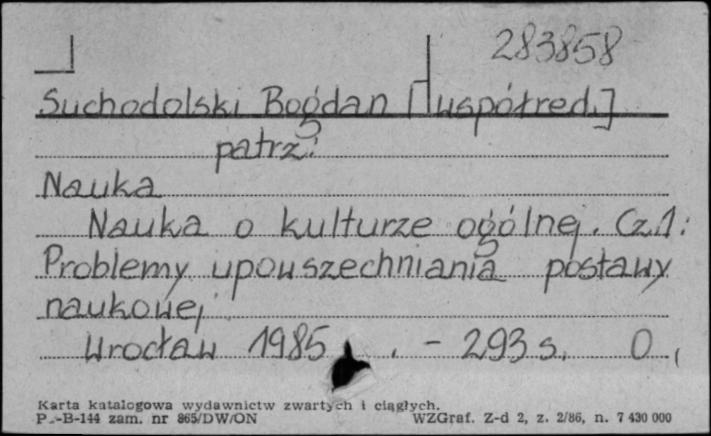 283858
Suchodolski Bogdan [współred.]
patrz:
Nauka
Nauka o kulturze ogólnej. Cz.1:
Problemy upowszechniania postawy
naukowej
Wrocław 1985 . - 293 s. O,
Karta katalogowa wydawnictw zwartych i ciągłych.
P.-B-144 zam. nr 865/DW/ON WZGraf. Z-d 2, z. 2/86, n. 7 430 000